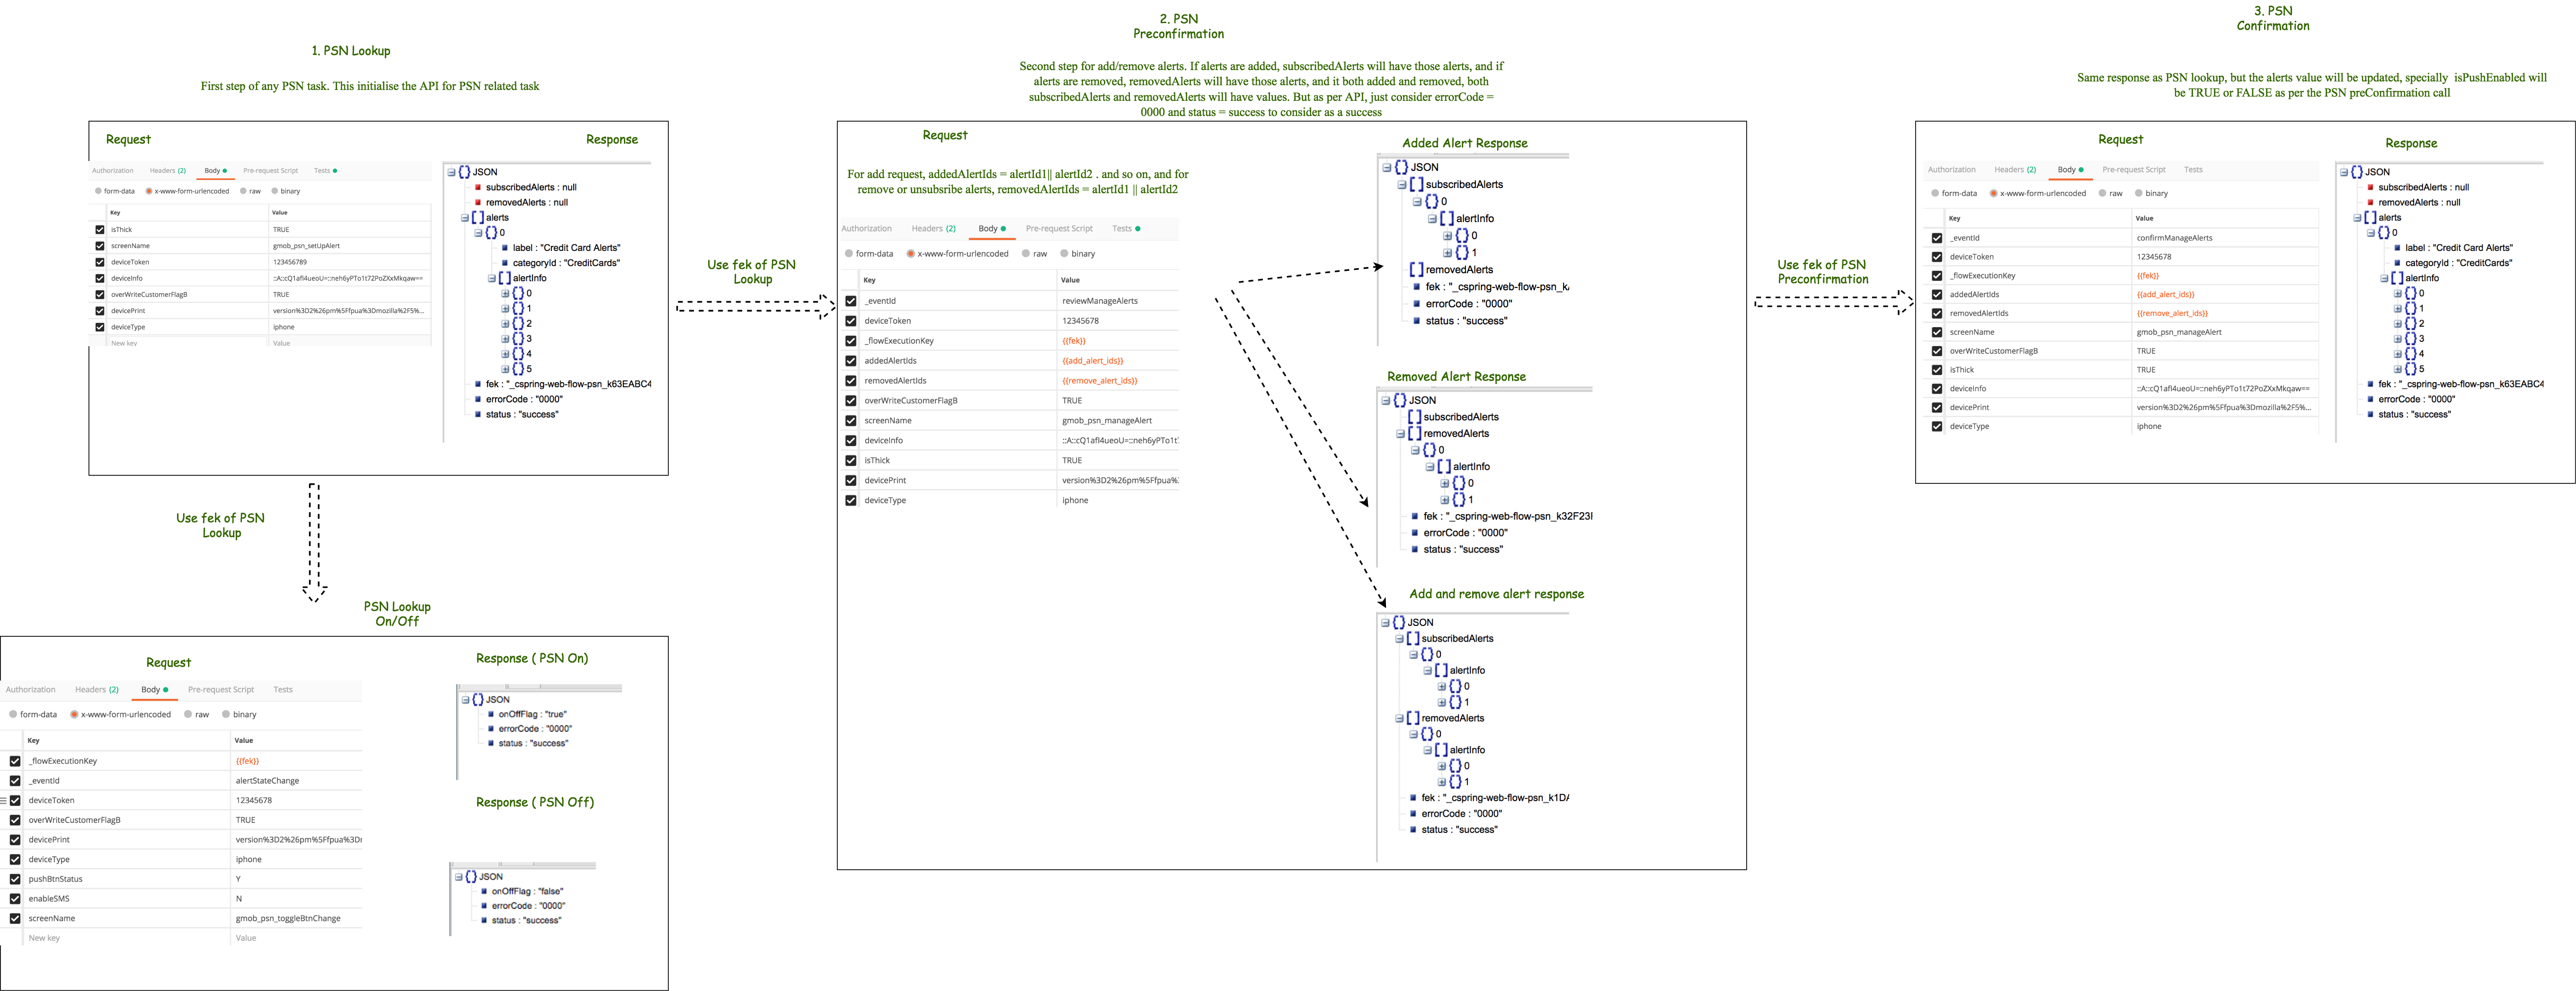 1. PSN Lookup
First step of any PSN task. This initialise the API for PSN related task
Request
Response
Authorization Headers (2) Body Pre-request Script Tests
form-data x-www-form-urlencoded raw binary
Key Value
isThick TRUE
screenName gmob_psn_setUpAlert
deviceToken 123456789
deviceInfo ::A::cQ1afI4ueoU=::neh6yPTo1t72PoZXxMkqaw==
overWriteCustomerFlagB TRUE
devicePrint version%3D2%26pm%5Ffpua%3Dmozilla%2F5%...
deviceType iphone
New key Value
JSON
subscribedAlerts : null
removedAlerts : null
alerts
0
label : "Credit Card Alerts"
categoryId : "CreditCards"
alertInfo
0
1
2
3
4
5
fek : "_cspring-web-flow-psn_k63EABC4
errorCode : "0000"
status : "success"
Use fek of PSN
Lookup
Use fek of PSN
Lookup
PSN Lookup
On/Off
Request
Authorization Headers (2) Body Pre-request Script Tests
form-data x-www-form-urlencoded raw binary
Key Value
_flowExecutionKey {{fek}}
_eventId alertStateChange
deviceToken 12345678
overWriteCustomerFlagB TRUE
devicePrint version%3D2%26pm%5Ffpua%3Dr
deviceType iphone
pushBtnStatus Y
enableSMS N
screenName gmob_psn_toggleBtnChange
New key Value
Response ( PSN On)
JSON
onOffFlag : "true"
errorCode : "0000"
status : "success"
Response ( PSN Off)
JSON
onOffFlag : "false"
errorCode : "0000"
status : "success"
2. PSN
Preconfirmation
Second step for add/remove alerts. If alerts are added, subscribedAlerts will have those alerts, and if
alerts are removed, removedAlerts will have those alerts, and it both added and removed, both
subscribedAlerts and removedAlerts will have values. But as per API, just consider errorCode =
0000 and status = success to consider as a success
Request
For add request, addedAlertIds = alertId1|| alertId2 . and so on, and for
remove or unsubsribe alerts, removedAlertIds = alertId1 || alertId2
Authorization Headers (2) Body Pre-request Script Tests
form-data x-www-form-urlencoded raw binary
Key Value
_eventId reviewManageAlerts
deviceToken 12345678
_flowExecutionKey {{fek}}
addedAlertIds {{add_alert_ids}}
removedAlertIds {{remove_alert_ids}}
overWriteCustomerFlagB TRUE
screenName gmob_psn_manageAlert
deviceInfo ::A::cQ1afI4ueoU=::neh6yPTo1t
isThick TRUE
devicePrint version%3D2%26pm%5Ffpua%
deviceType iphone
Added Alert Response
JSON
subscribedAlerts
0
alertInfo
0
1
removedAlerts
fek : "_cspring-web-flow-psn_k
errorCode : "0000"
status : "success"
Removed Alert Response
JSON
subscribedAlerts
removedAlerts
0
alertInfo
0
1
fek : "_cspring-web-flow-psn_k32F23
errorCode : "0000"
status : "success"
Add and remove alert response
JSON
subscribedAlerts
0
alertInfo
0
1
removedAlerts
0
alertInfo
0
1
fek : "_cspring-web-flow-psn_k1DA
errorCode : "0000"
status : "success"
Use fek of PSN
Preconfirmation
3. PSN
Confirmation
Same response as PSN lookup, but the alerts value will be updated, specially isPushEnabled will
be TRUE or FALSE as per the PSN preConfirmation call
Request
Response
Authorization Headers (2) Body Pre-request Script Tests
form-data x-www-form-urlencoded raw binary
Key Value
_eventId confirmManageAlerts
deviceToken 12345678
_flowExecutionKey {{fek}}
addedAlertIds {{add_alert_ids}}
removedAlertIds {{remove_alert_ids}}
screenName gmob_psn_manageAlert
overWriteCustomerFlagB TRUE
isThick TRUE
deviceInfo ::A::cQ1afI4ueoU=::neh6yPTo1t72PoZXxMkqaw==
devicePrint version%3D2%26pm%5Ffpua%3Dmozilla%2F5%...
deviceType iphone
JSON
subscribedAlerts : null
removedAlerts : null
alerts
0
label : "Credit Card Alerts"
categoryId : "CreditCards"
alertInfo
0
1
2
3
4
5
fek : "_cspring-web-flow-psn_k63EABC4
errorCode : "0000"
status : "success"